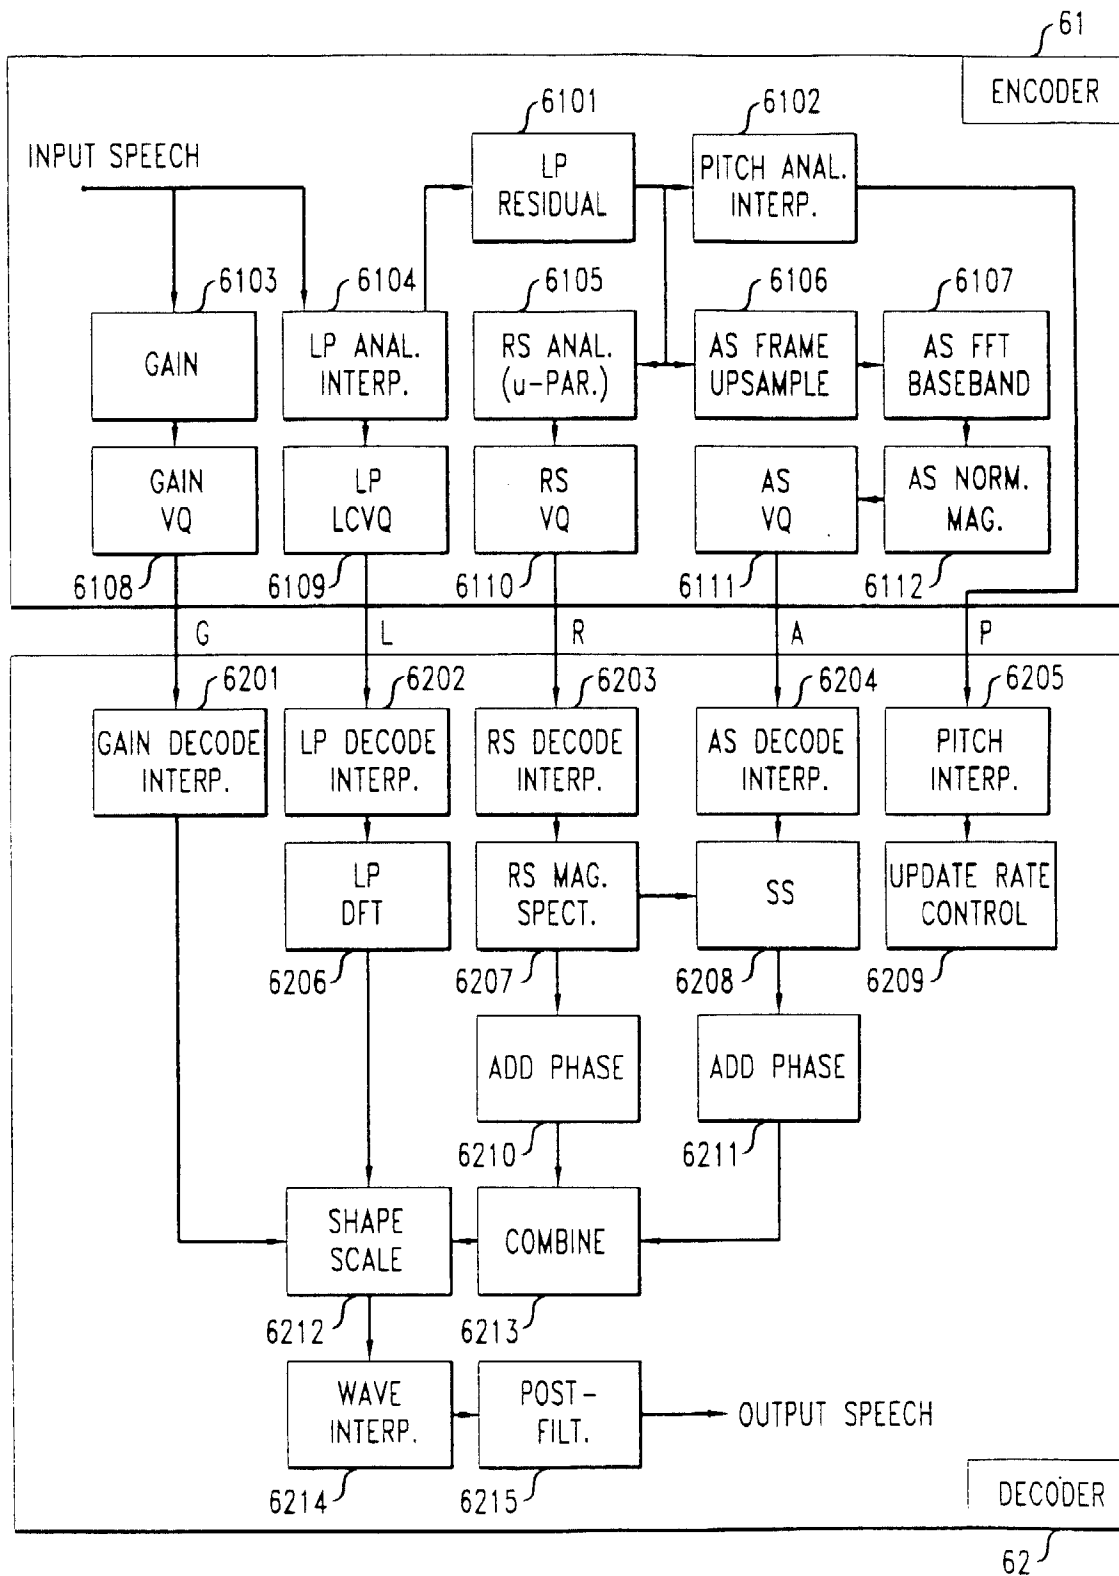 61
ENCODER
6101
6102
INPUT SPEECH
LP
RESIDUAL
PITCH ANAL.
INTERP.
6103
6104
6105
6106
6107
GAIN
LP ANAL.
INTERP.
RS ANAL.
(u-PAR.)
AS FRAME
UPSAMPLE
AS FFT
BASEBAND
GAIN
VQ
LP
LCVQ
RS
VQ
AS
VQ
AS NORM.
MAG.
6108
6109
6110
6111
6112
G
L
R
A
P
6201
6202
6203
6204
6205
GAIN DECODE
INTERP.
LP DECODE
INTERP.
RS DECODE
INTERP.
AS DECODE
INTERP.
PITCH
INTERP.
LP
DFT
RS MAG.
SPECT.
SS
UPDATE RATE
CONTROL
6206
6207
6208
6209
ADD PHASE
ADD PHASE
6210
6211
SHAPE
SCALE
COMBINE
6212
6213
WAVE
INTERP.
POST-
FILT.
OUTPUT SPEECH
6214
6215
DECODER
62